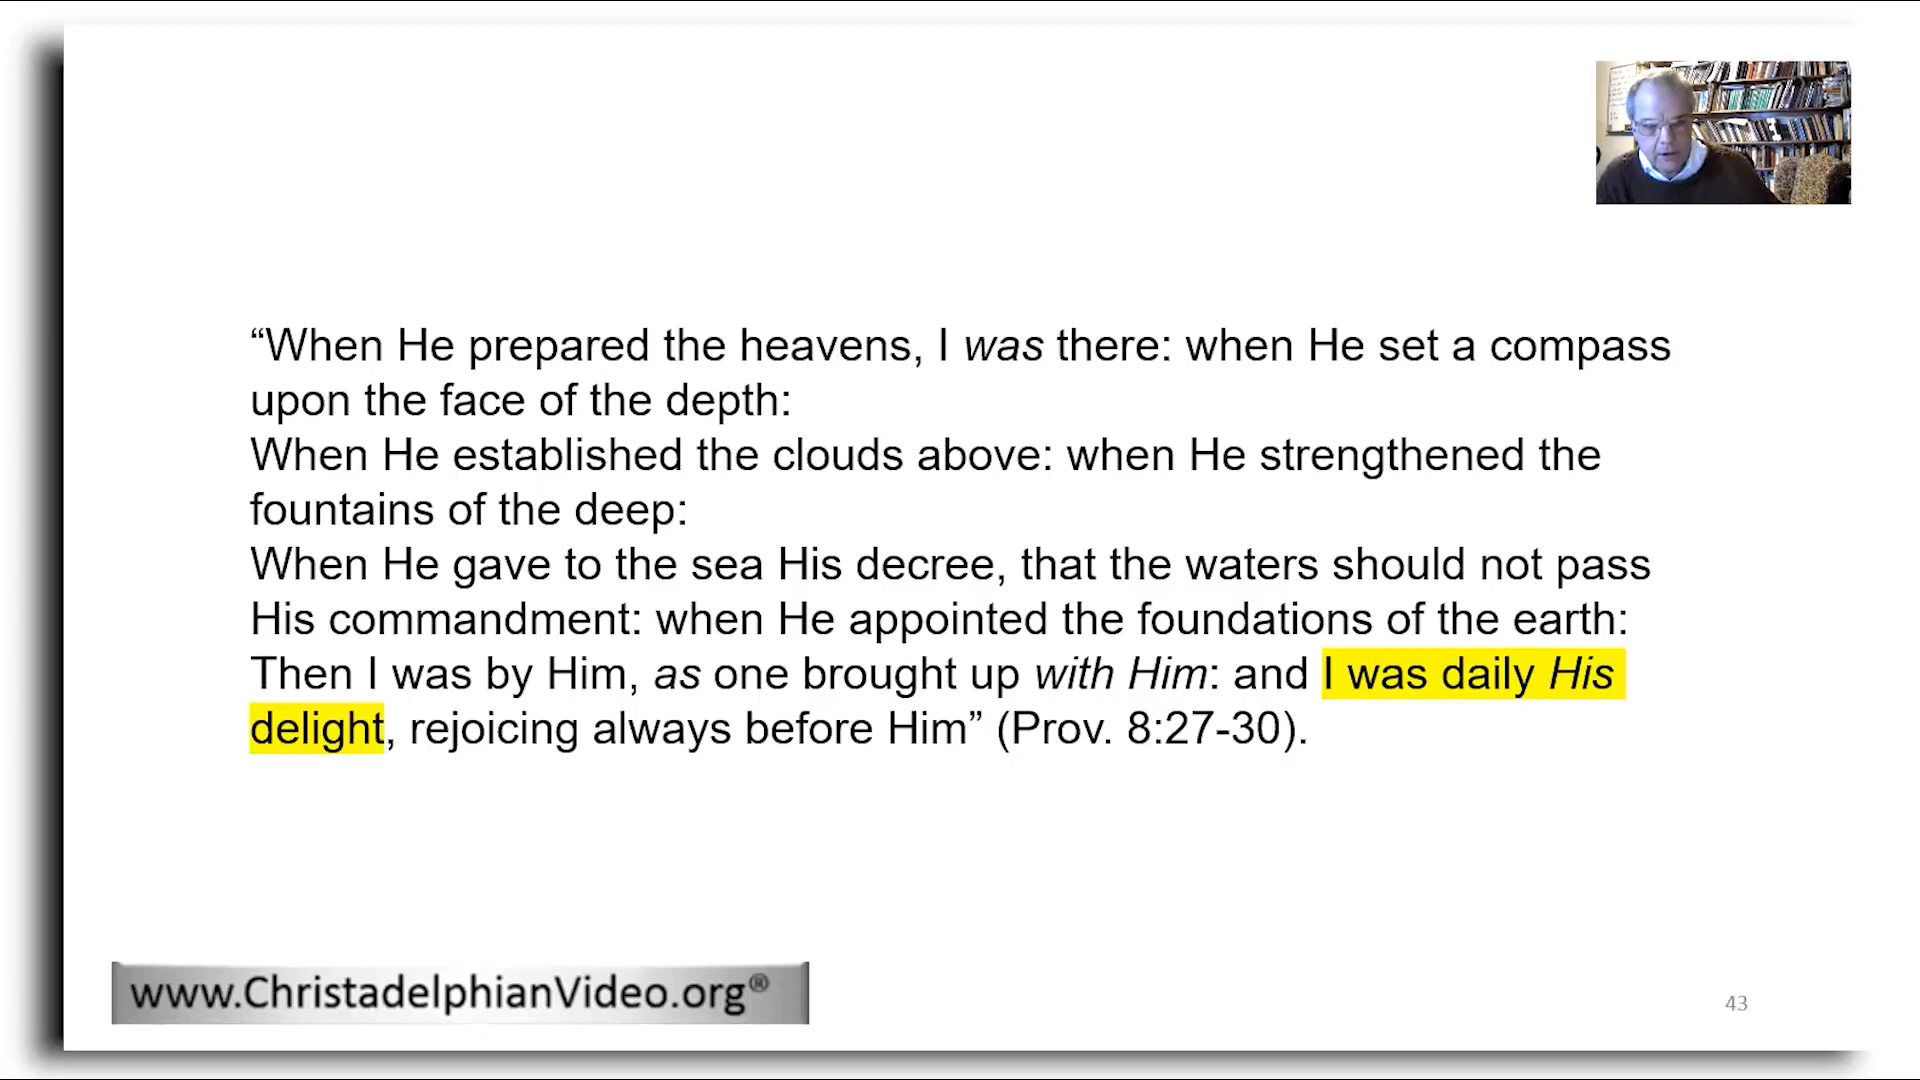 “When He prepared the heavens, I was there: when He set a compass
upon the face of the depth:
When He established the clouds above: when He strengthened the
fountains of the deep:
When He gave to the sea His decree, that the waters should not pass
His commandment: when He appointed the foundations of the earth:
Then I was by Him, as one brought up with Him: and I was daily His
delight, rejoicing always before Him” (Prov. 8:27-30).
www.ChristadelphianVideo.org®
43